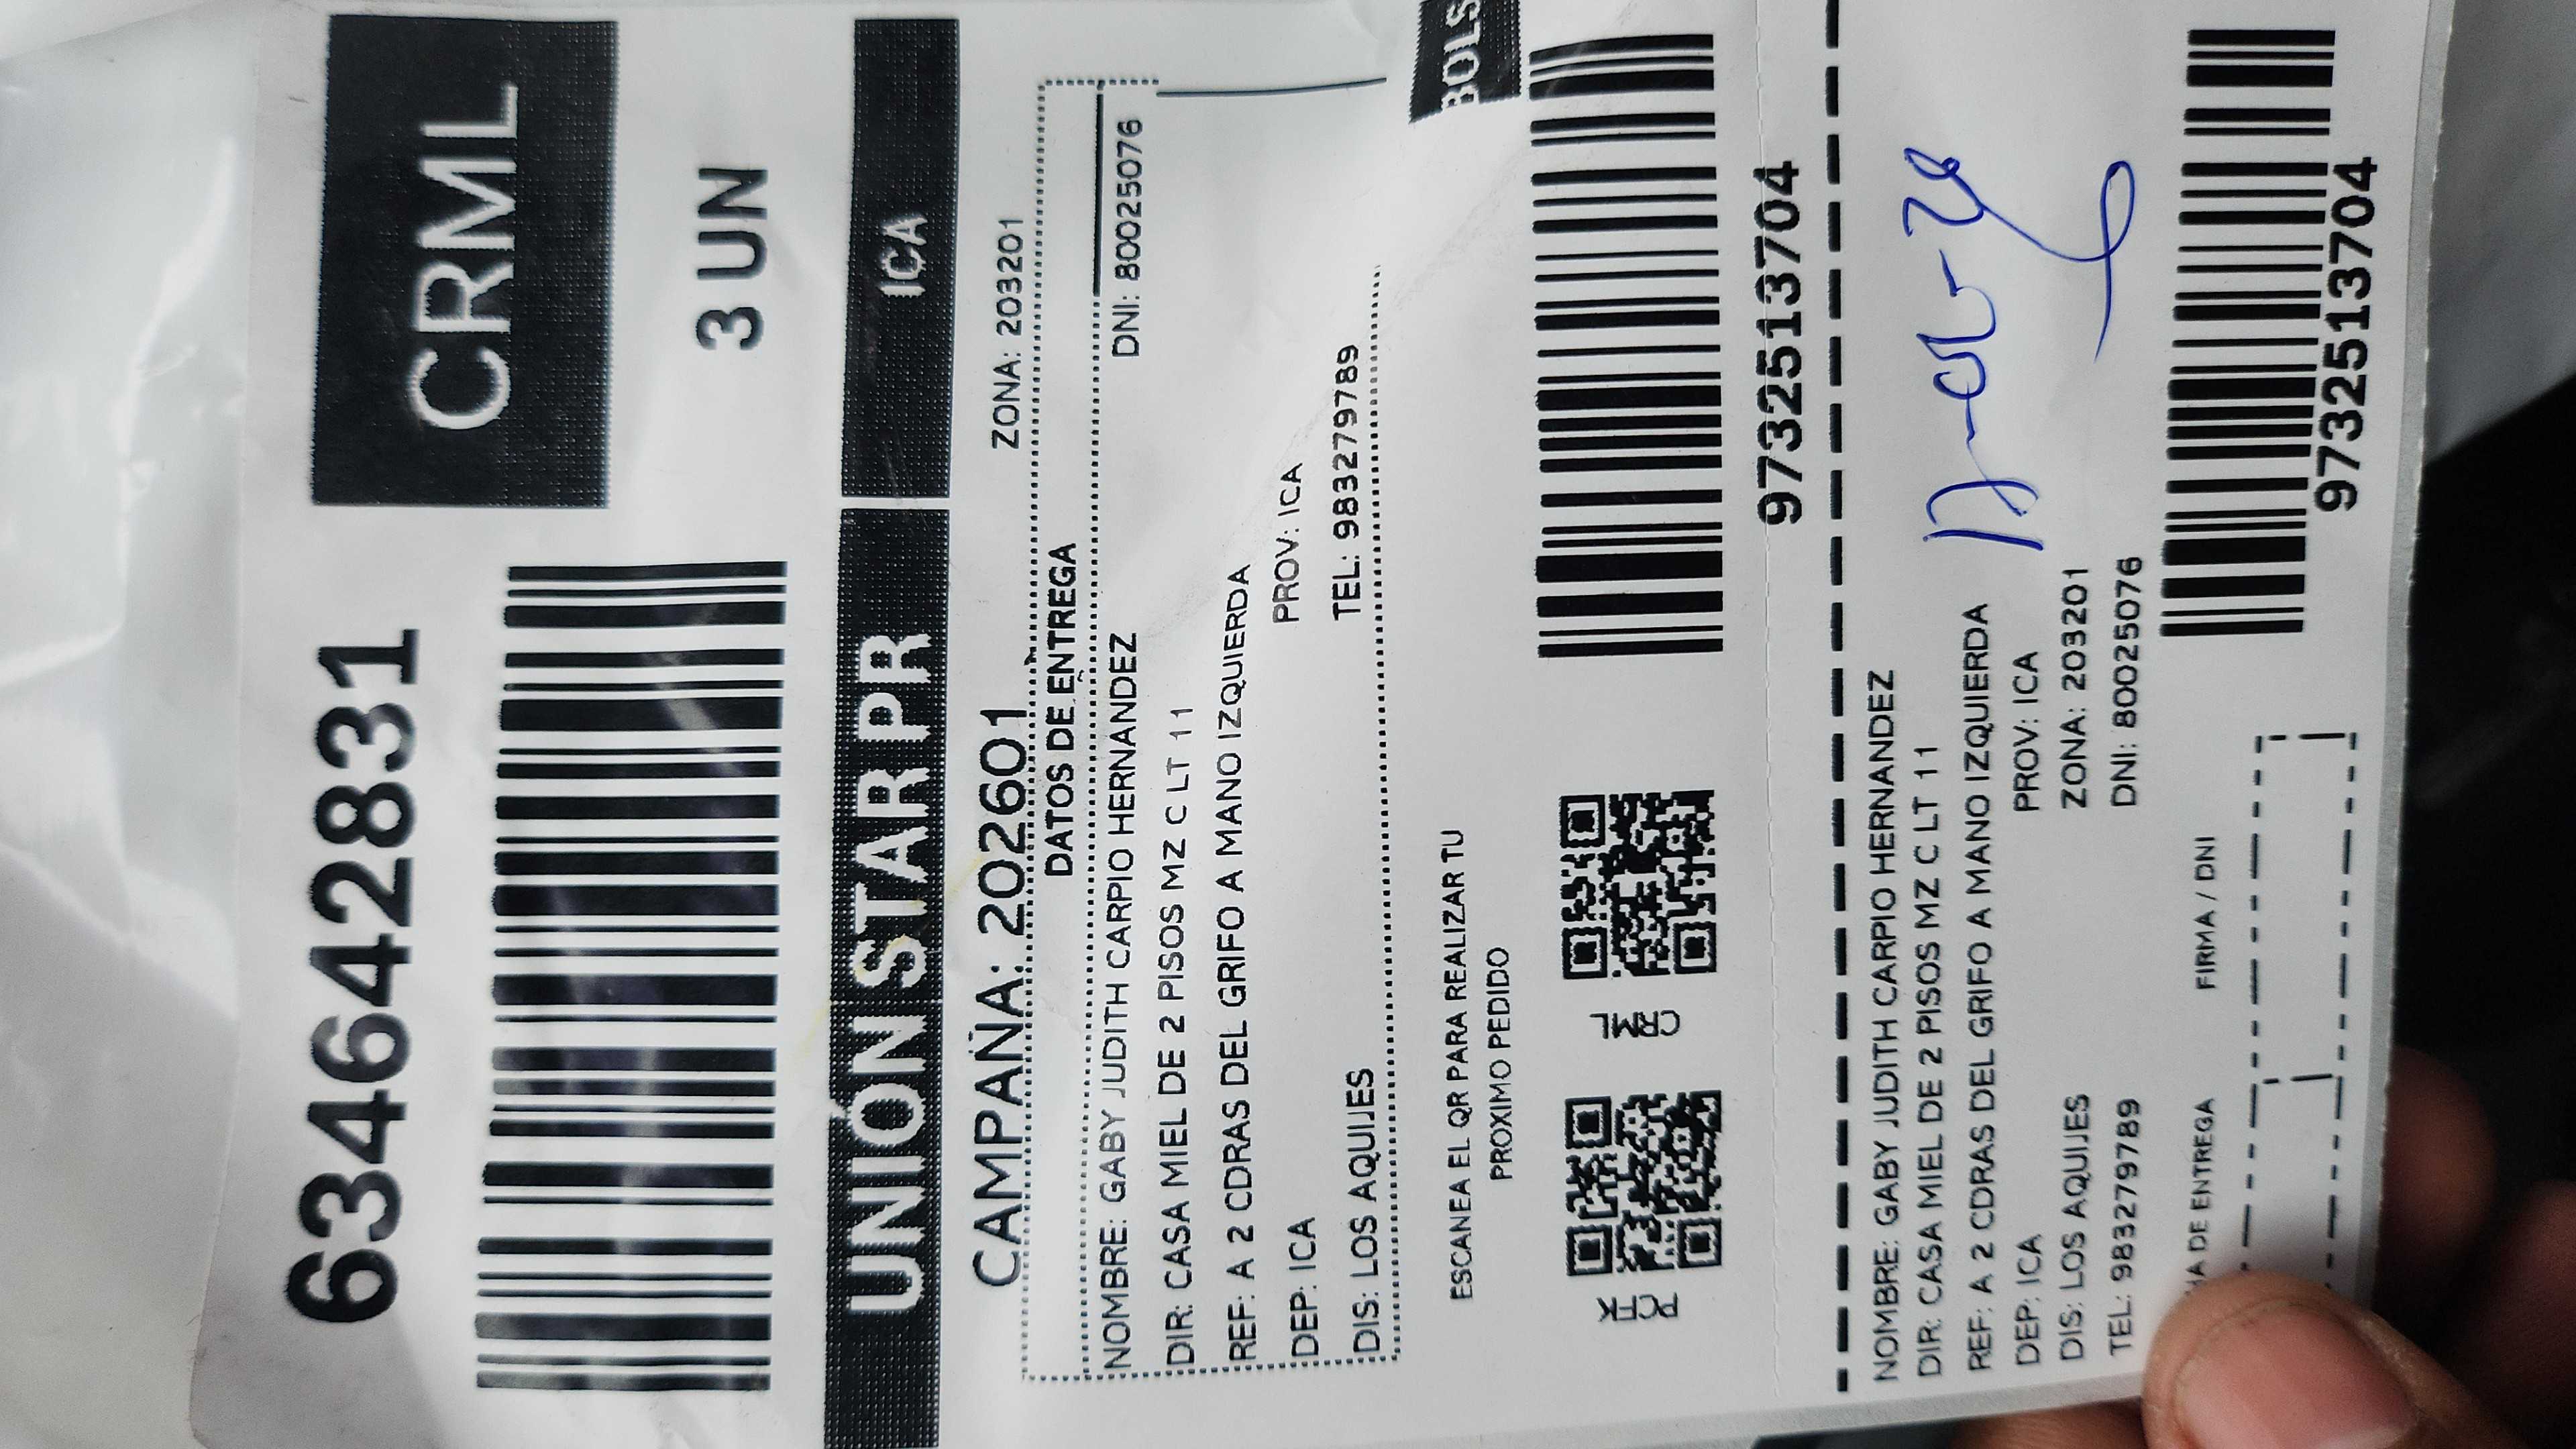 634642831
CRML
3 UN
UNIÓN STAR PR
ICA
CAMPAÑA: 202601
ZONA: 203201
DATOS DE ENTREGA
NOMBRE: GABY JUDITH CARPIO HERNANDEZ
DNI: 80025076
DIR: CASA MIEL DE 2 PISOS MZ C LT 11
REF: A 2 CDRAS DEL GRIFO A MANO IZQUIERDA
DEP: ICA
PROV: ICA
DIS: LOS AQUIJES
TEL: 983279789
BOLS
ESCANEA EL QR PARA REALIZAR TU
PROXIMO PEDIDO
CRML
9732513704
NOMBRE: GABY JUDITH CARPIO HERNANDEZ
DIR: CASA MIEL DE 2 PISOS MZ C LT 11
REF: A 2 CDRAS DEL GRIFO A MANO IZQUIERDA
DEP: ICA
PROV: ICA
DIS: LOS AQUIJES
ZONA: 203201
TEL: 983279789
DNI: 80025076
DE ENTREGA
FIRMA / DNI
9732513704